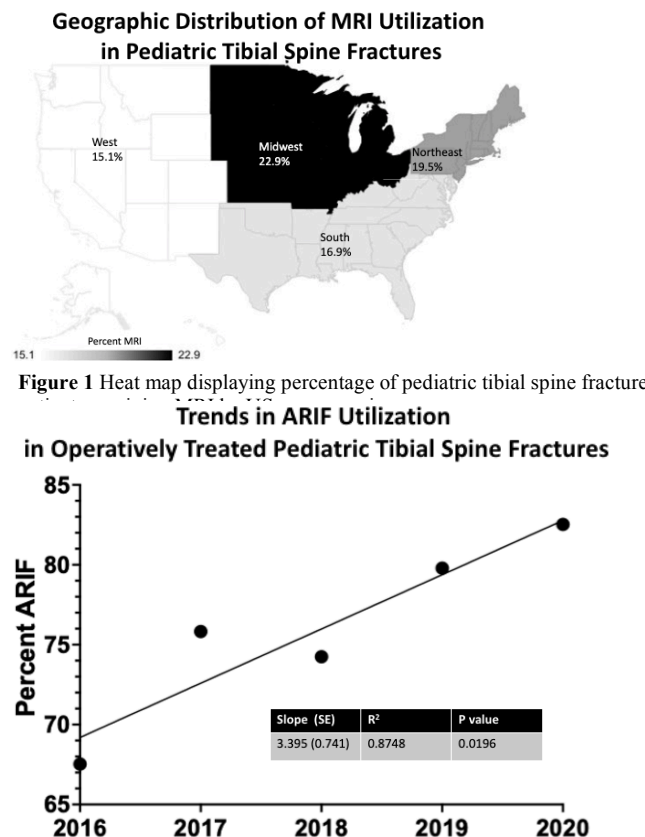 Geographic Distribution of MRI Utilization
in Pediatric Tibial Spine Fractures
West
15.1%
Midwest
22.9%
Northeast
19.5%
South
16.9%
Percent MRI
15.1 22.9
Figure 1 Heat map displaying percentage of pediatric tibial spine fracture
Trends in ARIF Utilization
in Operatively Treated Pediatric Tibial Spine Fractures
Percent ARIF
85
80
75
70
65
Slope (SE) R² P value
3.395 (0.741) 0.8748 0.0196
2016 2017 2018 2019 2020